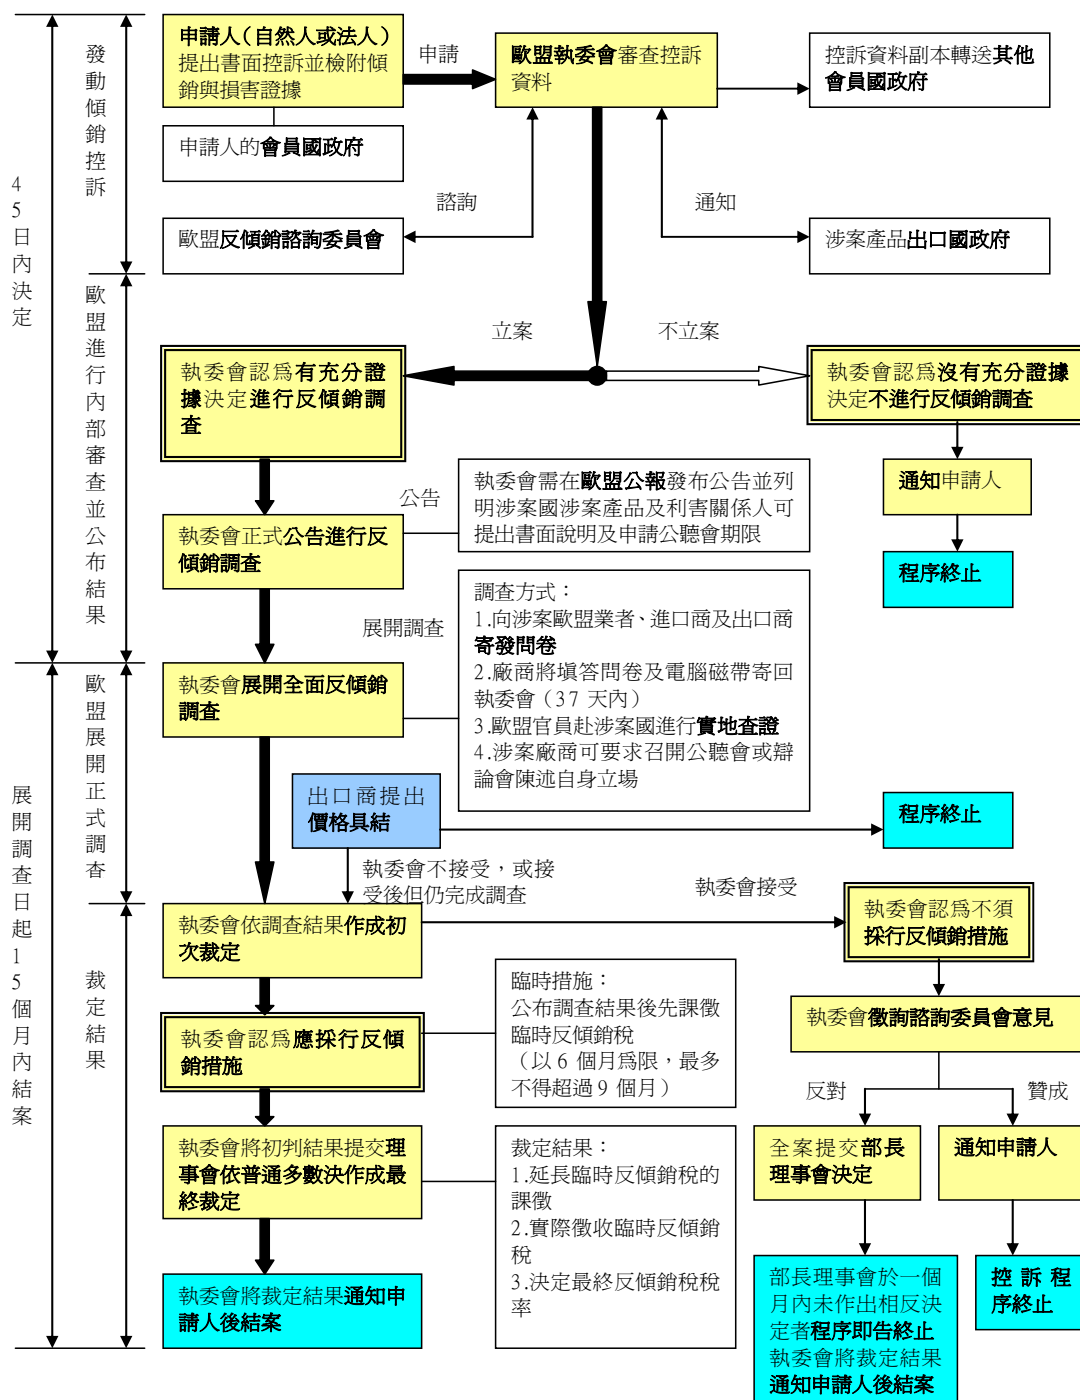 45日內決定
發動傾銷控訴
申請人（自然人或法人）
提出書面控訴並檢附傾
銷與損害證據
申請
歐盟執委會審查控訴
資料
控訴資料副本轉送其他
會員國政府
申請人的會員國政府
諮詢
通知
歐盟反傾銷諮詢委員會
涉案產品出口國政府
歐盟進行內部審查並公布結果
立案
不立案
執委會認為有充分證
據決定進行反傾銷調
查
執委會認為沒有充分證據
決定不進行反傾銷調查
公告
執委會需在歐盟公報發布公告並列
明涉案國涉案產品及利害關係人可
提出書面說明及申請公聽會期限
通知申請人
執委會正式公告進行反
傾銷調查
程序終止
展開調查
調查方式：
1.向涉案歐盟業者、進口商及出口商
寄發問卷
2.廠商將填答問卷及電腦磁帶寄回
執委會（37 天內）
3.歐盟官員赴涉案國進行實地查證
4.涉案廠商可要求召開公聽會或辯
論會陳述自身立場
展開調查日起15個月內結案
歐盟展開正式調查
執委會展開全面反傾銷
調查
出口商提出
價格具結
程序終止
執委會不接受，或接
受後但仍完成調查
執委會接受
裁定結果
執委會依調查結果作成初
次裁定
執委會認為不須
採行反傾銷措施
臨時措施：
公布調查結果後先課徵
臨時反傾銷稅
（以 6 個月為限，最多
不得超過 9 個月）
執委會徵詢諮詢委員會意見
執委會認為應採行反傾
銷措施
反對
贊成
執委會將初判結果提交理
事會依普通多數決作成最
終裁定
裁定結果：
1.延長臨時反傾銷稅的
課徵
2.實際徵收臨時反傾銷
稅
3.決定最終反傾銷稅稅
率
全案提交部長
理事會決定
通知申請人
執委會將裁定結果通知申
請人後結案
部長理事會於一個
月內未作出相反決
定者程序即告終止
執委會將裁定結果
通知申請人後結案
控訴程
序終止